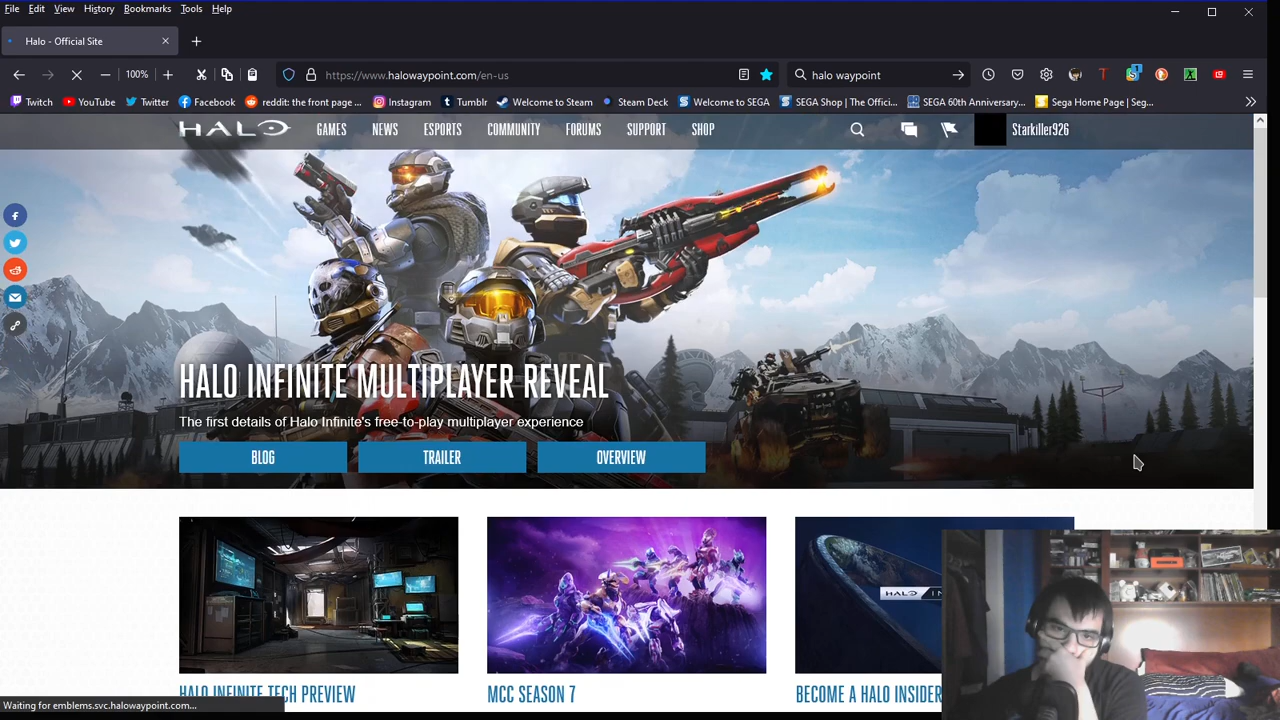 File Edit View History Bookmarks Tools Help
Halo - Official Site
100%
https://www.halowaypoint.com/en-us
halo waypoint
Twitch YouTube Twitter Facebook reddit: the front page ... Instagram Tumblr Welcome to Steam Steam Deck Welcome to SEGA SEGA Shop | The Offici... SEGA 60th Anniversary... Sega Home Page | Seg...
HALO GAMES NEWS ESPORTS COMMUNITY FORUMS SUPPORT SHOP Starkiller926
HALO INFINITE MULTIPLAYER REVEAL
The first details of Halo Infinite's free-to-play multiplayer experience
BLOG TRAILER OVERVIEW
HALO IN
HALO INFINITE TECH PREVIEW MCC SEASON 7 BECOME A HALO INSIDER
Waiting for emblems.svc.halowaypoint.com...